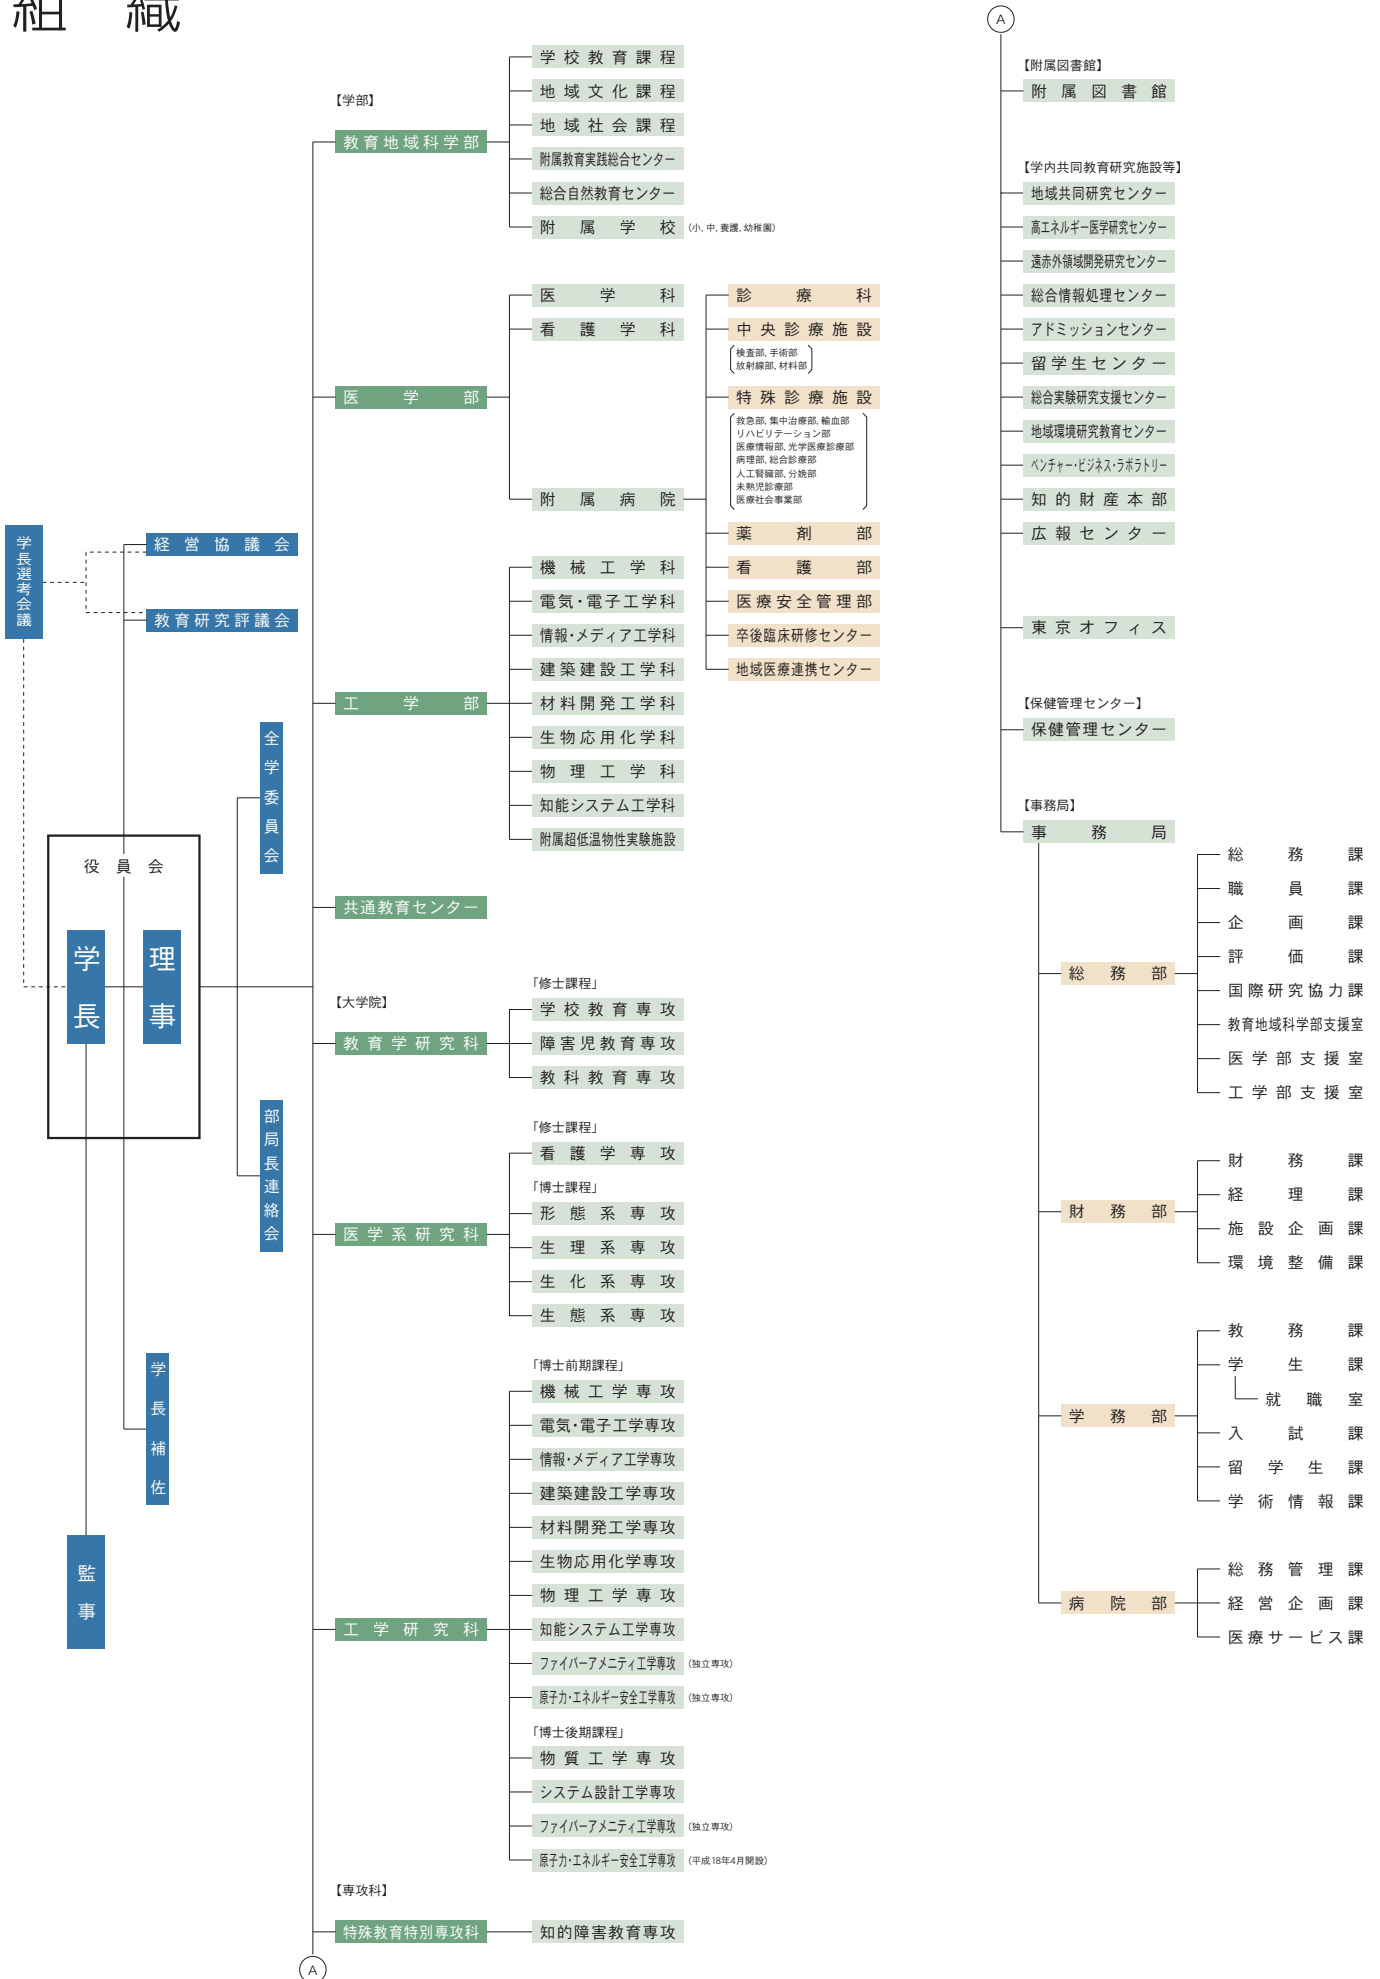 組織
学長選考会議
経営協議会
教育研究評議会
全学委員会
役員会
学長
理事
部局長連絡会
学長補佐
監事
【学部】
教育地域科学部
学校教育課程
地域文化課程
地域社会課程
附属教育実践総合センター
総合自然教育センター
附属学校 (小, 中, 養護, 幼稚園)
医学部
医学科
看護学科
附属病院
診療科
中央診療施設
検査部, 手術部
放射線部, 材料部
特殊診療施設
救急部, 集中治療部, 輸血部
リハビリテーション部
医療情報部, 光学医療診療部
病理部, 総合診療部
人工腎臓部, 分娩部
未熟児診療部
医療社会事業部
薬剤部
看護部
医療安全管理部
卒後臨床研修センター
地域医療連携センター
工学部
機械工学科
電気・電子工学科
情報・メディア工学科
建築建設工学科
材料開発工学科
生物応用化学科
物理工学科
知能システム工学科
附属超低温物性実験施設
共通教育センター
【大学院】
教育学研究科
「修士課程」
学校教育専攻
障害児教育専攻
教科教育専攻
医学系研究科
「修士課程」
看護学専攻
「博士課程」
形態系専攻
生理系専攻
生化系専攻
生態系専攻
工学研究科
「博士前期課程」
機械工学専攻
電気・電子工学専攻
情報・メディア工学専攻
建築建設工学専攻
材料開発工学専攻
生物応用化学専攻
物理工学専攻
知能システム工学専攻
ファイバーアメニティ工学専攻 (独立専攻)
原子力・エネルギー安全工学専攻 (独立専攻)
「博士後期課程」
物質工学専攻
システム設計工学専攻
ファイバーアメニティ工学専攻 (独立専攻)
原子力・エネルギー安全工学専攻 (平成18年4月開設)
【専攻科】
特殊教育特別専攻科
知的障害教育専攻
A
A
【附属図書館】
附属図書館
【学内共同教育研究施設等】
地域共同研究センター
高エネルギー医学研究センター
遠赤外領域開発研究センター
総合情報処理センター
アドミッションセンター
留学生センター
総合実験研究支援センター
地域環境研究教育センター
ベンチャー・ビジネス・ラボラトリー
知的財産本部
広報センター
東京オフィス
【保健管理センター】
保健管理センター
【事務局】
事務局
総務部
総務課
職員課
企画課
評価課
国際研究協力課
教育地域科学部支援室
医学部支援室
工学部支援室
財務部
財務課
経理課
施設企画課
環境整備課
学務部
教務課
学生課
就職室
入試課
留学生課
学術情報課
病院部
総務管理課
経営企画課
医療サービス課